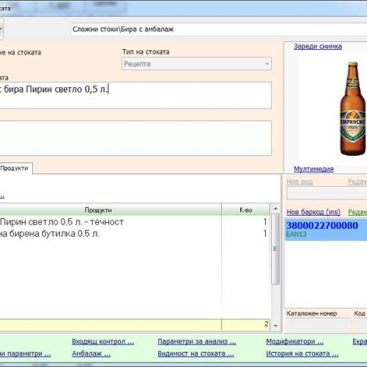 ката
Сложни стоки\Бира с амбалаж
не на стоката
Тип на стоката
Рецепта
ката
с бира Пирин светло 0,5 л.
Зареди снимка
Мултимедия
Продукти
Нов вид
Редак
Продукти
К-во
Пирин светло 0,5 л. - течност
1
на бирена бутилка 0,5 л.
1
2
Нов баркод (ins)
Редак
3800022700080
EAN13
Каталожен номер
Код
Входящ контрол ...
Параметри за анализ ...
Модификатори ...
Екра
ни параметри ...
Амбалаж ...
Видимост на стоката ...
История на стоката ...